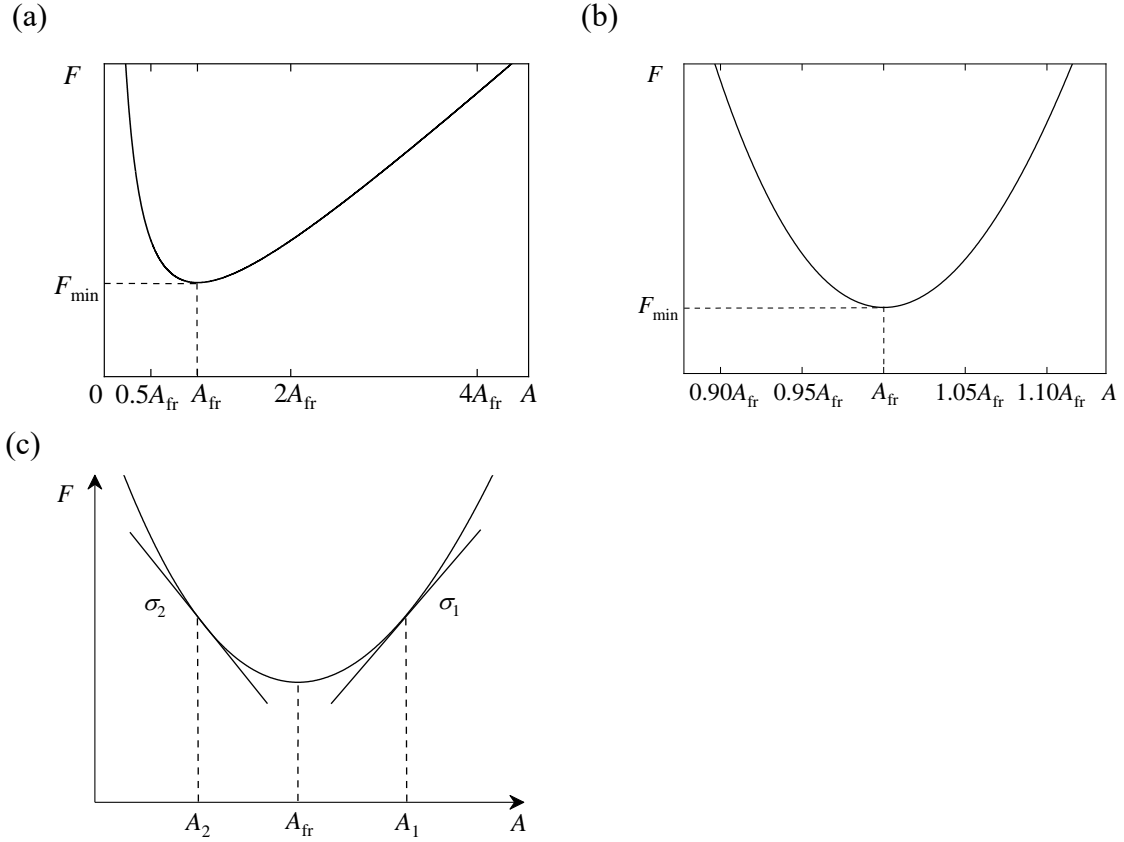 (a)
F
F_min
0 0.5A_fr A_fr 2A_fr 4A_fr A
(b)
F
F_min
0.90A_fr 0.95A_fr A_fr 1.05A_fr 1.10A_fr A
(c)
F
σ_2 σ_1
A_2 A_fr A_1 A